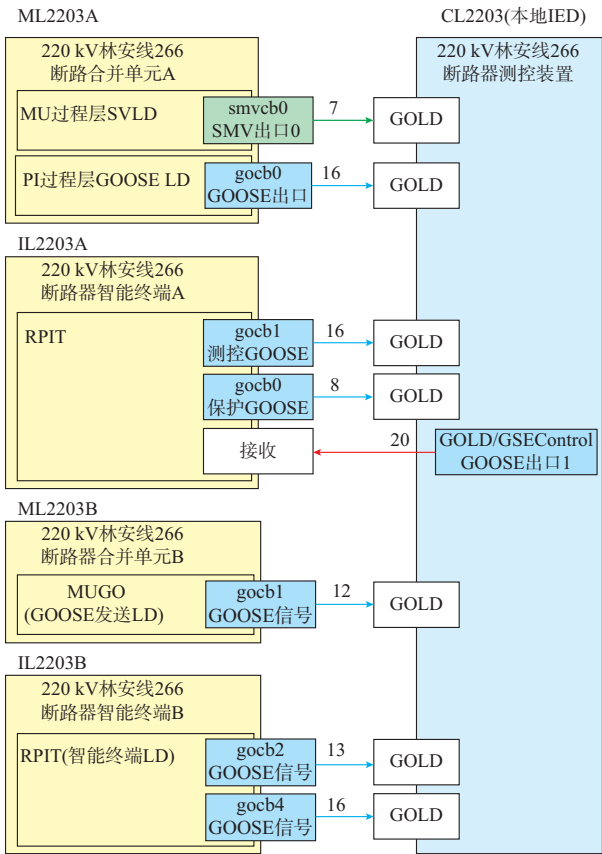 ML2203A
CL2203(本地IED)
220 kV林安线266
断路合并单元A
220 kV林安线266
断路器测控装置
MU过程层SVLD
smvcb0
SMV出口0
7
GOLD
PI过程层GOOSE LD
gocb0
GOOSE出口
16
GOLD
IL2203A
220 kV林安线266
断路器智能终端A
RPIT
gocb1
测控GOOSE
16
GOLD
gocb0
保护GOOSE
8
GOLD
接收
20
GOLD/GSEControl
GOOSE出口1
ML2203B
220 kV林安线266
断路器合并单元B
MUGO
(GOOSE发送LD)
gocb1
GOOSE信号
12
GOLD
IL2203B
220 kV林安线266
断路器智能终端B
RPIT(智能终端LD)
gocb2
GOOSE信号
13
GOLD
gocb4
GOOSE信号
16
GOLD